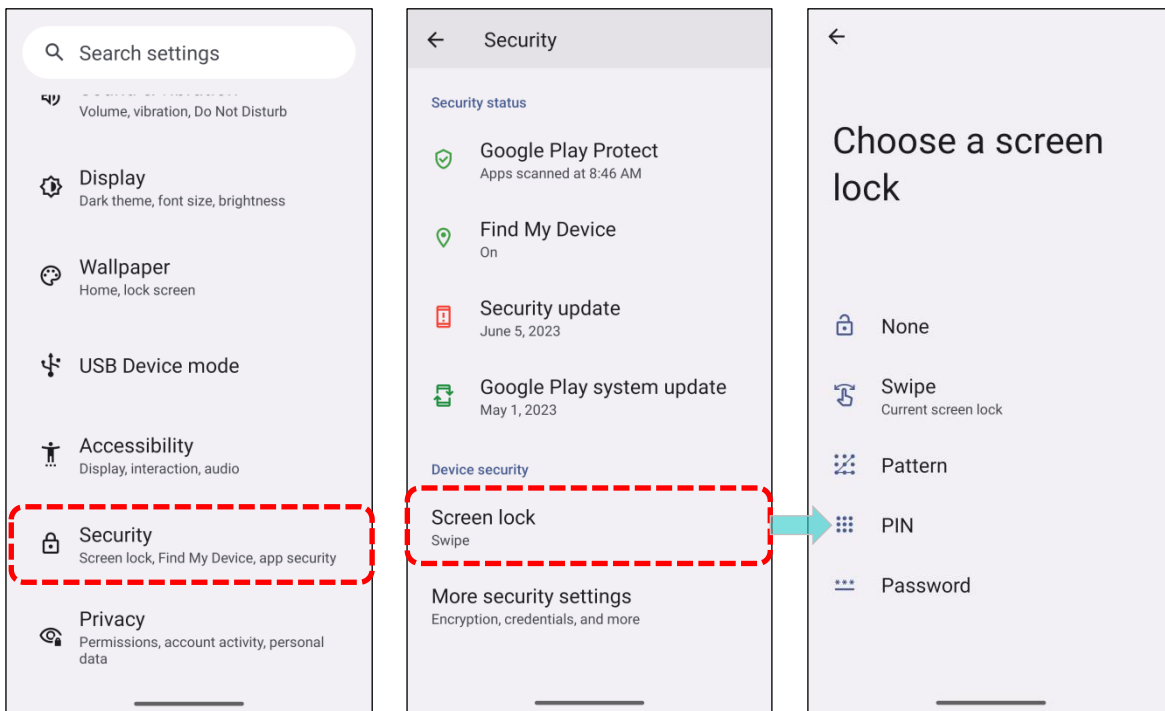 Search settings
Volume, vibration, Do Not Disturb
Display
Dark theme, font size, brightness
Wallpaper
Home, lock screen
USB Device mode
Accessibility
Display, interaction, audio
Security
Screen lock, Find My Device, app security
Privacy
Permissions, account activity, personal
data
Security
Security status
Google Play Protect
Apps scanned at 8:46 AM
Find My Device
On
Security update
June 5, 2023
Google Play system update
May 1, 2023
Device security
Screen lock
Swipe
More security settings
Encryption, credentials, and more
Choose a screen
lock
None
Swipe
Current screen lock
Pattern
PIN
Password